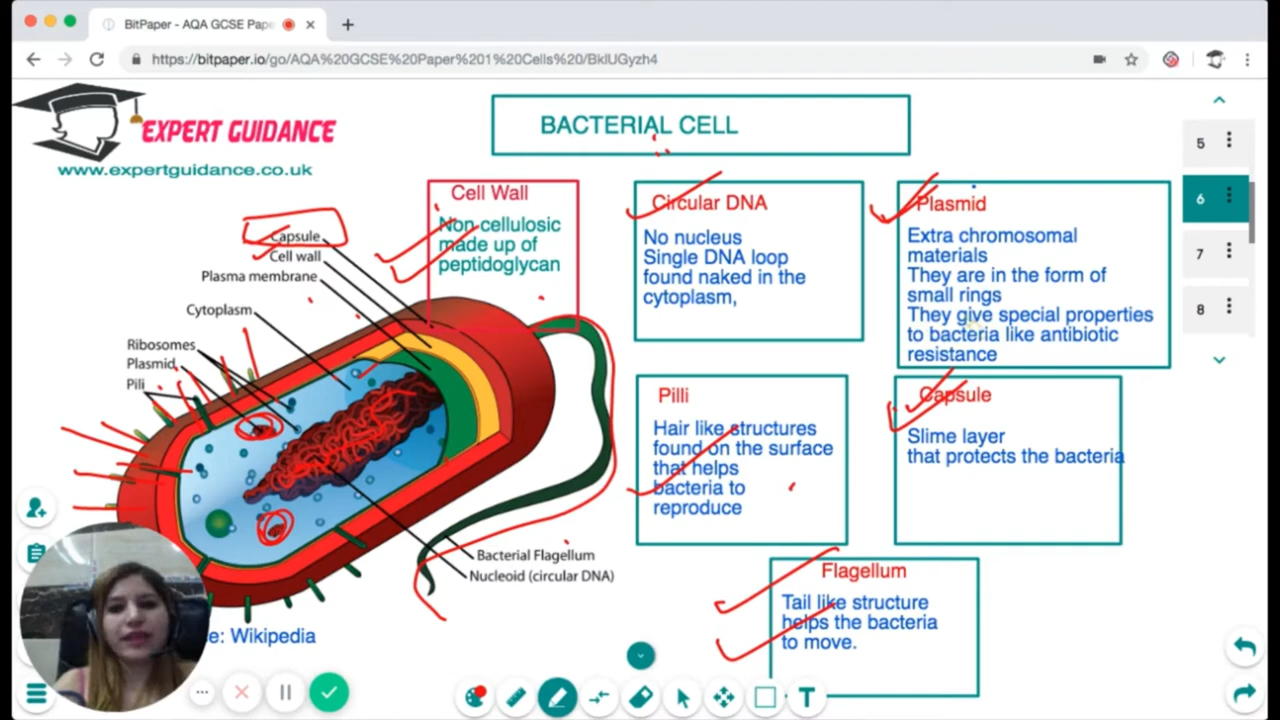 BitPaper - AQA GCSE Pape
https://bitpaper.io/go/AQA%20GCSE%20Paper%201%20Cells%20/BklUGyzh4
EXPERT GUIDANCE
www.expertguidance.co.uk
BACTERIAL CELL
5
6
7
8
Cell Wall
Non-cellulosic
made up of
peptidoglycan
Circular DNA
No nucleus
Single DNA loop
found naked in the
cytoplasm,
Plasmid
Extra chromosomal
materials
They are in the form of
small rings
They give special properties
to bacteria like antibiotic
resistance
Capsule
Cell wall
Plasma membrane
Cytoplasm
Ribosomes
Plasmid
Pili
Bacterial Flagellum
Nucleoid (circular DNA)
Pilli
Hair like structures
found on the surface
that helps
bacteria to
reproduce
Capsule
Slime layer
that protects the bacteria
Flagellum
Tail like structure
helps the bacteria
to move.
e: Wikipedia
T